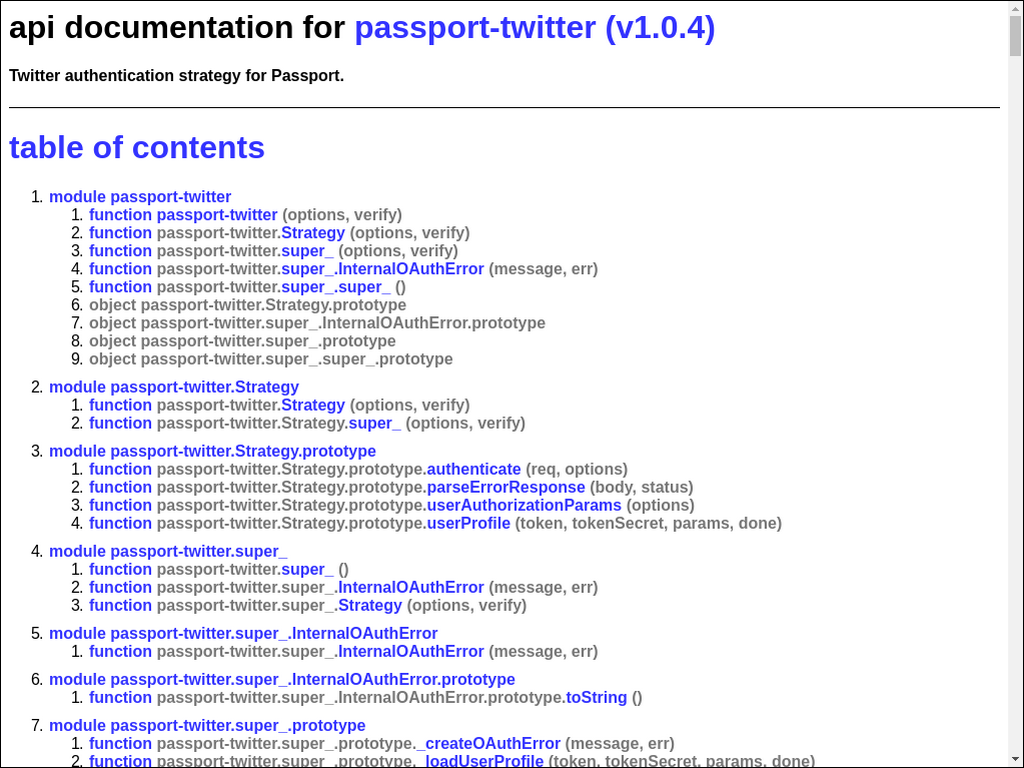 api documentation for passport-twitter (v1.0.4)
Twitter authentication strategy for Passport.
table of contents
1. module passport-twitter
1. function passport-twitter (options, verify)
2. function passport-twitter.Strategy (options, verify)
3. function passport-twitter.super_ (options, verify)
4. function passport-twitter.super_.InternalOAuthError (message, err)
5. function passport-twitter.super_.super_ ()
6. object passport-twitter.Strategy.prototype
7. object passport-twitter.super_.InternalOAuthError.prototype
8. object passport-twitter.super_.prototype
9. object passport-twitter.super_.super_.prototype
2. module passport-twitter.Strategy
1. function passport-twitter.Strategy (options, verify)
2. function passport-twitter.Strategy.super_ (options, verify)
3. module passport-twitter.Strategy.prototype
1. function passport-twitter.Strategy.prototype.authenticate (req, options)
2. function passport-twitter.Strategy.prototype.parseErrorResponse (body, status)
3. function passport-twitter.Strategy.prototype.userAuthorizationParams (options)
4. function passport-twitter.Strategy.prototype.userProfile (token, tokenSecret, params, done)
4. module passport-twitter.super_
1. function passport-twitter.super_ ()
2. function passport-twitter.super_.InternalOAuthError (message, err)
3. function passport-twitter.super_.Strategy (options, verify)
5. module passport-twitter.super_.InternalOAuthError
1. function passport-twitter.super_.InternalOAuthError (message, err)
6. module passport-twitter.super_.InternalOAuthError.prototype
1. function passport-twitter.super_.InternalOAuthError.prototype.toString ()
7. module passport-twitter.super_.prototype
1. function passport-twitter.super_.prototype._createOAuthError (message, err)
2. function passport-twitter.super_.prototype._loadUserProfile (token, tokenSecret, params, done)